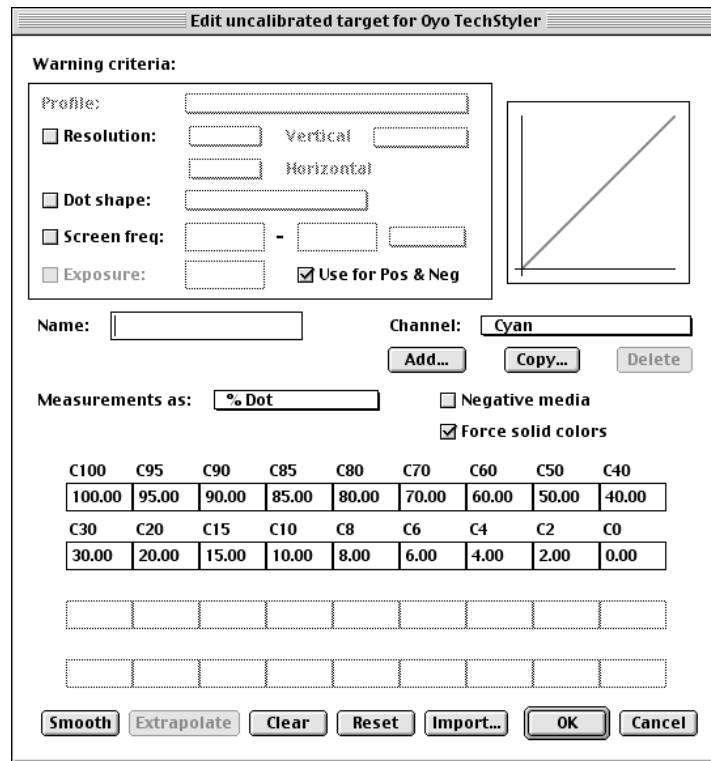 Edit uncalibrated target for Oyo TechStyler
Warning criteria:
Profile:
Resolution: Vertical
Horizontal
Dot shape:
Screen freq: -
Exposure: Use for Pos & Neg
Name: Channel: Cyan
Add... Copy... Delete
Measurements as: % Dot Negative media
Force solid colors
C100 C95 C90 C85 C80 C70 C60 C50 C40
100.00 95.00 90.00 85.00 80.00 70.00 60.00 50.00 40.00
C30 C20 C15 C10 C8 C6 C4 C2 C0
30.00 20.00 15.00 10.00 8.00 6.00 4.00 2.00 0.00
Smooth Extrapolate Clear Reset Import... OK Cancel